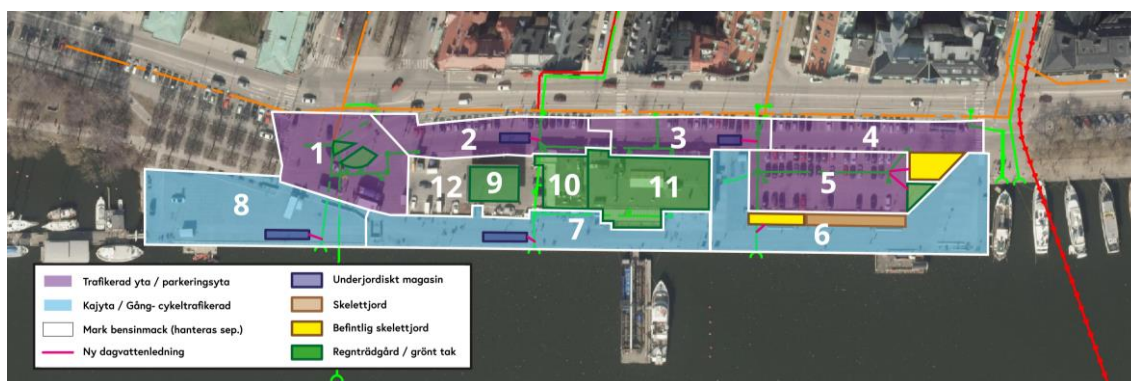 1
2
3
4
5
6
7
8
9
10
11
12
Trafikerad yta / parkeringsyta
Kajyta / Gång- cykeltrafikerad
Mark bensinmack (hanteras sep.)
Ny dagvattenledning
Underjordiskt magasin
Skelettjord
Befintlig skelettjord
Regnträdgård / grönt tak